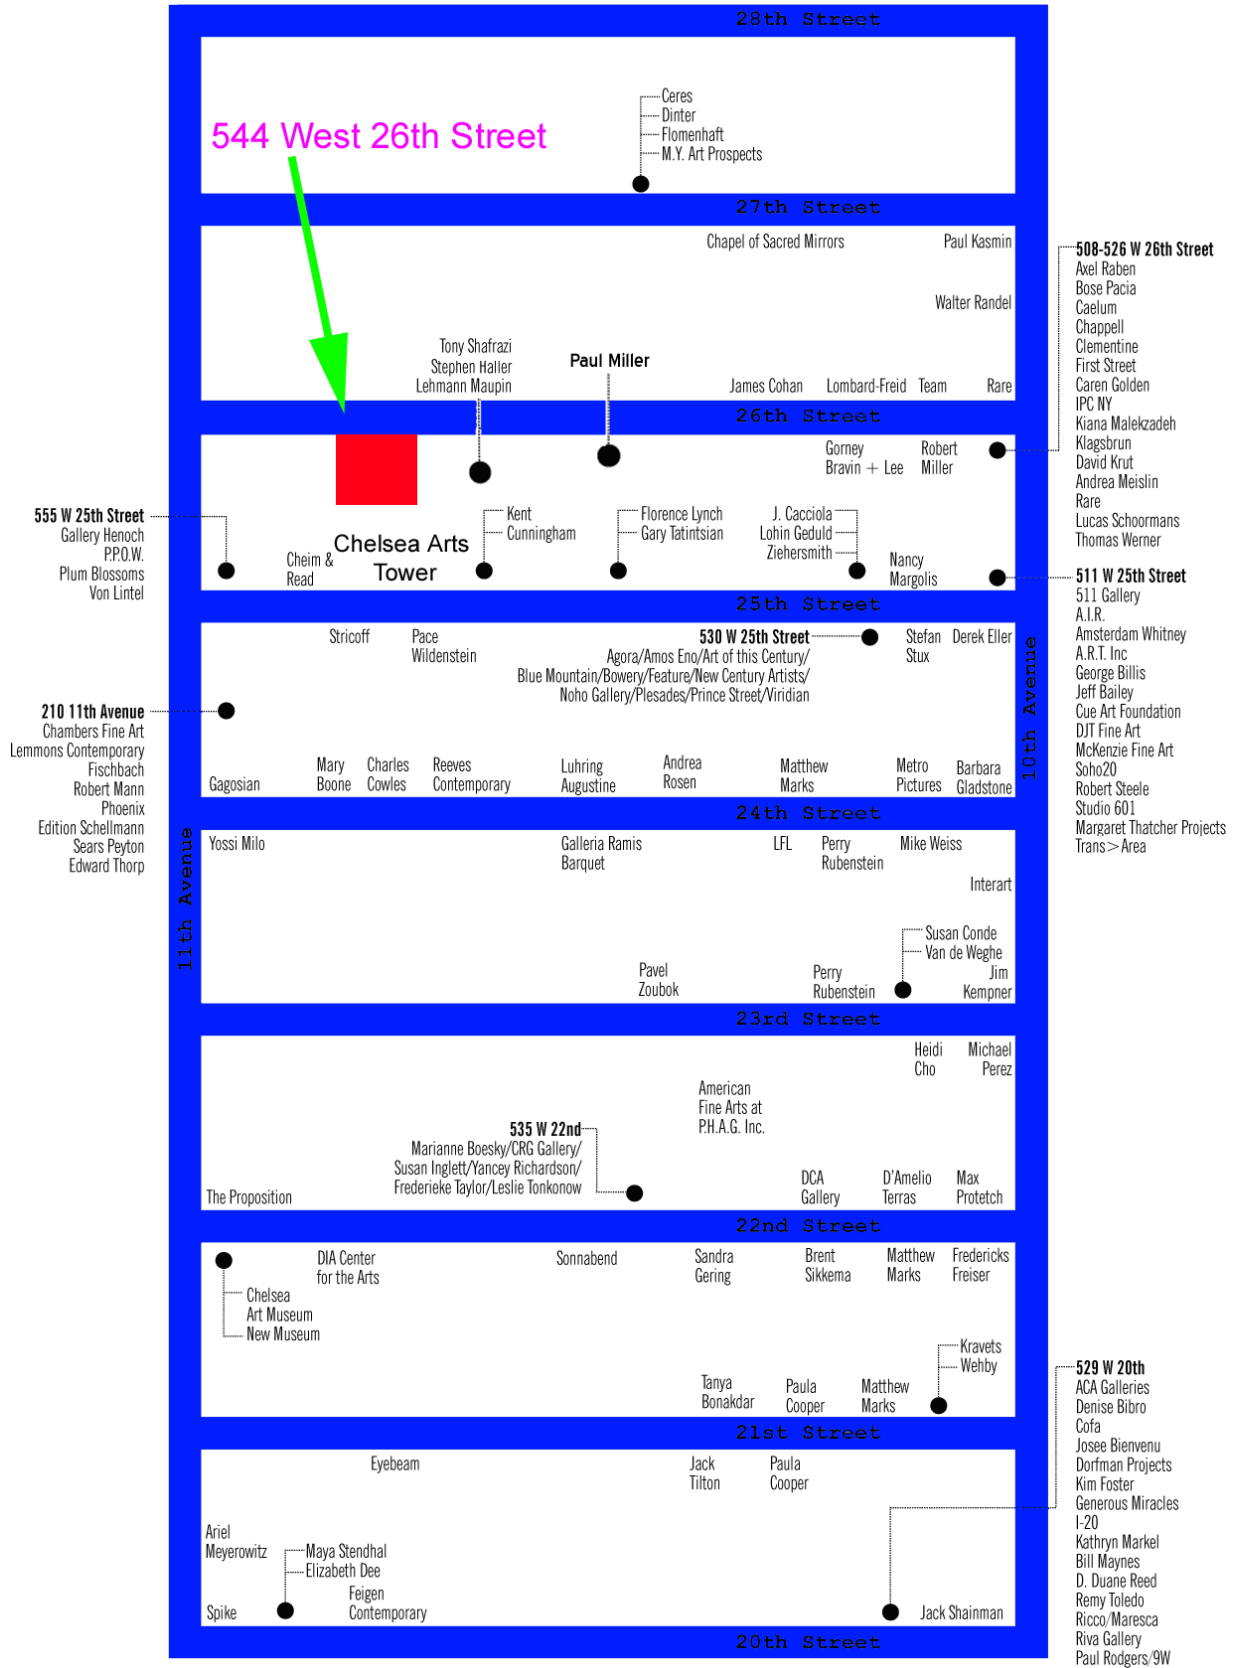 28th Street
Ceres
Dinter
Flomenhaft
M.Y. Art Prospects
544 West 26th Street
27th Street
Chapel of Sacred Mirrors
Paul Kasmin
Walter Randel
Tony Shafrazi
Stephen Haller
Lehmann Maupin
Paul Miller
James Cohan
Lombard-Freid
Team
Rare
508-526 W 26th Street
Axel Raben
Bose Pacia
Caelum
Chappell
Clementine
First Street
Caren Golden
IPC NY
Kiana Malekzadeh
Klagsbrun
David Krut
Andrea Meislin
Rare
Lucas Schoormans
Thomas Werner
26th Street
Gorney
Bravin + Lee
Robert
Miller
555 W 25th Street
Gallery Henoch
P.P.O.W.
Plum Blossoms
Von Lintel
Cheim &
Read
Chelsea Arts
Tower
Kent
Cunningham
Florence Lynch
Gary Tatintsian
J. Cacciola
Lohin Geduld
Ziehersmith
Nancy
Margolis
511 W 25th Street
511 Gallery
A.I.R.
Amsterdam Whitney
A.R.T. Inc
George Billis
Jeff Bailey
Cue Art Foundation
DJT Fine Art
McKenzie Fine Art
Soho20
Robert Steele
Studio 601
Margaret Thatcher Projects
Trans>Area
25th Street
Stricoff
Pace
Wildenstein
530 W 25th Street
Agora/Amos Eno/Art of this Century/
Blue Mountain/Bowery/Feature/New Century Artists/
Noho Gallery/Plesades/Prince Street/Viridian
Stefan
Stux
Derek Eller
10th Avenue
210 11th Avenue
Chambers Fine Art
Lemmons Contemporary
Fischbach
Robert Mann
Phoenix
Edition Schellmann
Sears Peyton
Edward Thorp
Gagosian
Mary
Boone
Charles
Cowles
Reeves
Contemporary
Luhring
Augustine
Andrea
Rosen
Matthew
Marks
Metro
Pictures
Barbara
Gladstone
24th Street
11th Avenue
Yossi Milo
Galleria Ramis
Barquet
LFL
Perry
Rubenstein
Mike Weiss
Interart
Susan Conde
Van de Weghe
Pavel
Zoubok
Perry
Rubenstein
Jim
Kempner
23rd Street
Heidi
Cho
Michael
Perez
American
Fine Arts at
P.H.A.G. Inc.
535 W 22nd
Marianne Boesky/CRG Gallery/
Susan Inglett/Yancey Richardson/
Frederieke Taylor/Leslie Tonkonow
The Proposition
DCA
Gallery
D'Amelio
Terras
Max
Protetch
22nd Street
Chelsea
Art Museum
New Museum
DIA Center
for the Arts
Sonnabend
Sandra
Gering
Brent
Sikkema
Matthew
Marks
Fredericks
Freiser
Kravets
Wehby
Tanya
Bonakdar
Paula
Cooper
Matthew
Marks
21st Street
529 W 20th
ACA Galleries
Denise Bibro
Cofa
Josee Bienvenu
Dorfman Projects
Kim Foster
Generous Miracles
I-20
Kathryn Markel
Bill Maynes
D. Duane Reed
Remy Toledo
Ricco/Maresca
Riva Gallery
Paul Rodgers/9W
Eyebeam
Jack
Tilton
Paula
Cooper
Ariel
Meyerowitz
Maya Stendhal
Elizabeth Dee
Spike
Feigen
Contemporary
Jack Shainman
20th Street